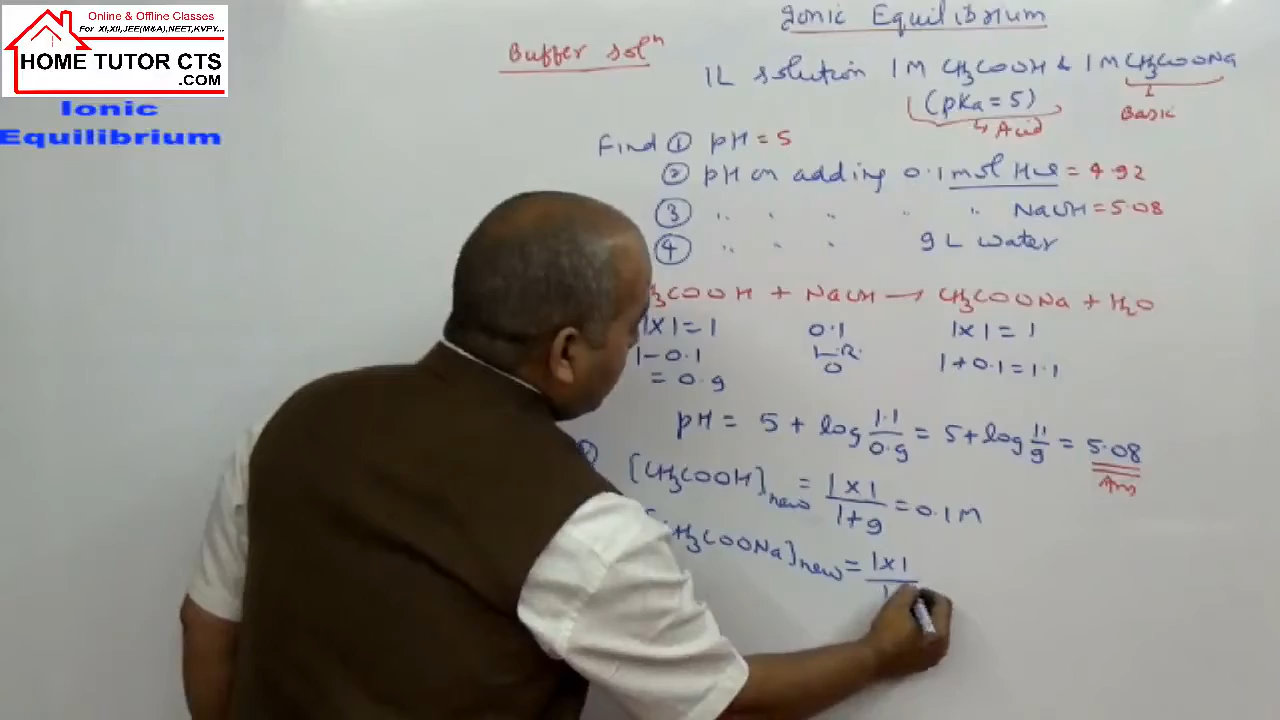 Online & Offline Classes
For XI,XII,JEE(M&A),NEET,KVPY...
HOME TUTOR CTS
.COM
Ionic
Equilibrium
Ionic Equilibrium
Buffer solⁿ
1L solution 1M CH₃COOH & 1M CH₃COONa
(pKa = 5)
Acid
Basic
Find ① pH = 5
② pH on adding 0.1 mol HCl = 4.92
③ " " " " " NaOH = 5.08
④ " " " 9L water
H₃COOH + NaOH → CH₃COONa + H₂O
1×1 = 1 0.1 1×1 = 1
1-0.1 L.R. 1+0.1 = 1.1
= 0.9 0
pH = 5 + log 1.1/0.9 = 5 + log 11/9 = 5.08
Ans
[CH₃COOH]new = 1×1/1+9 = 0.1M
CH₃COONa]new = 1×1/1